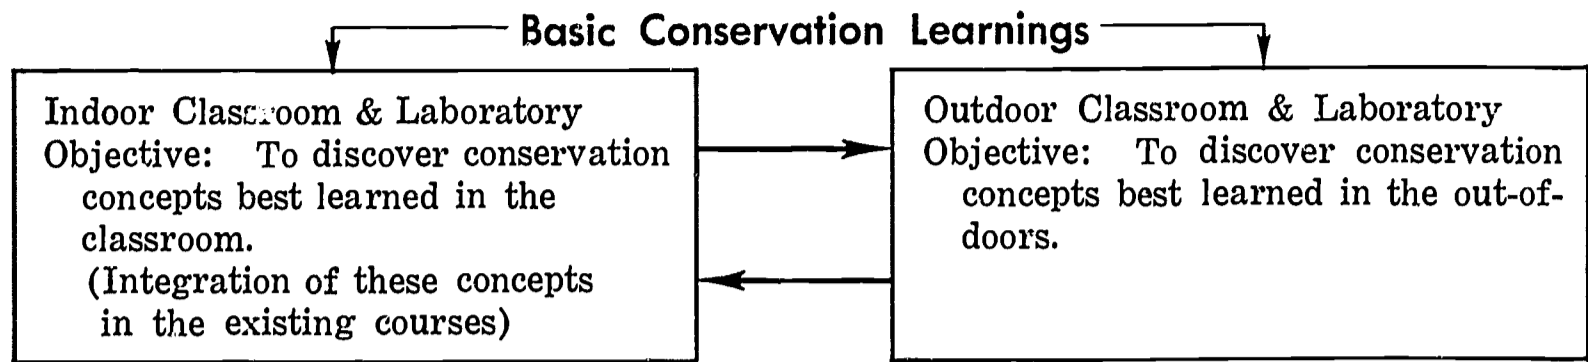 Basic Conservation Learnings
Indoor Classroom & Laboratory
Objective: To discover conservation
concepts best learned in the
classroom.
(Integration of these concepts
in the existing courses)
Outdoor Classroom & Laboratory
Objective: To discover conservation
concepts best learned in the out-of-
doors.